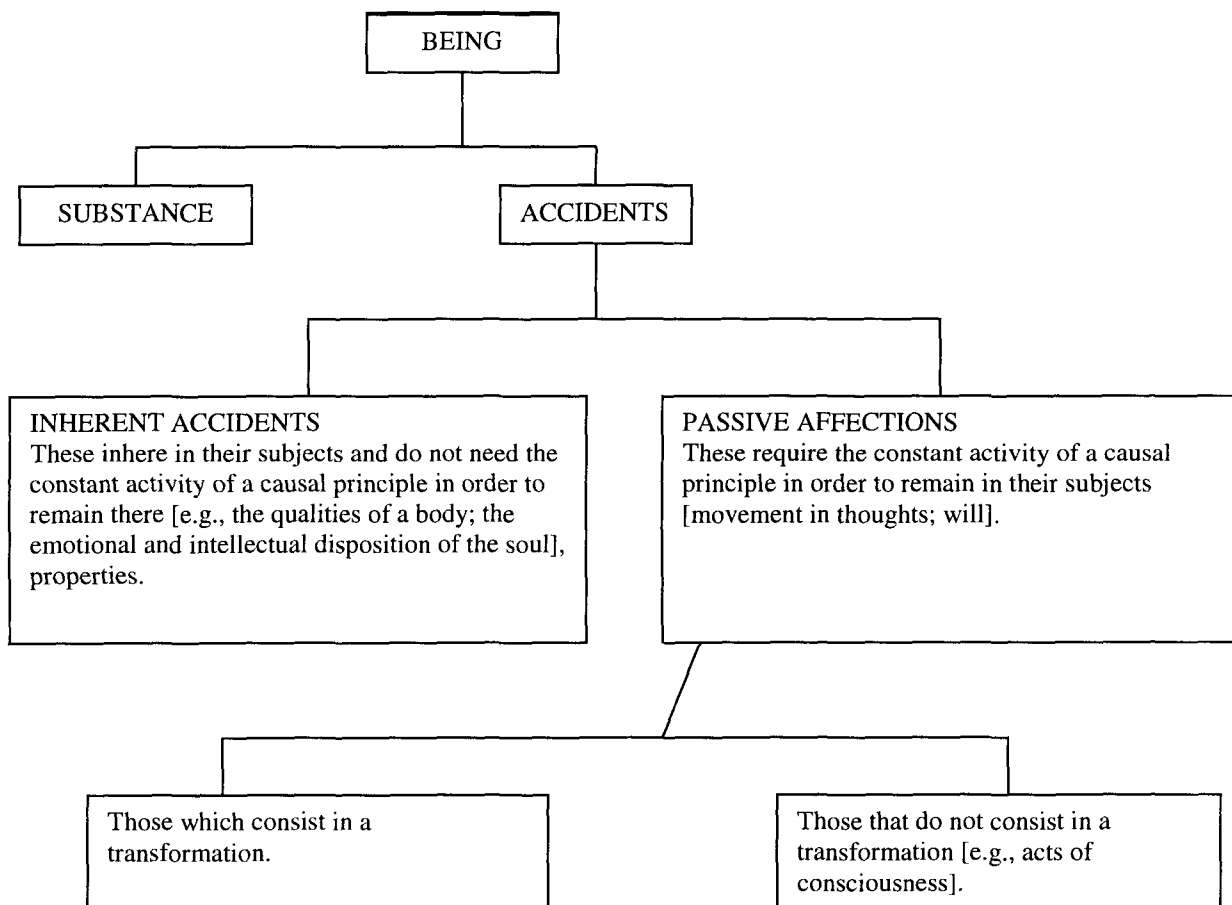 BEING
SUBSTANCE
ACCIDENTS
INHERENT ACCIDENTS
These inhere in their subjects and do not need the
constant activity of a causal principle in order to
remain there [e.g., the qualities of a body; the
emotional and intellectual disposition of the soul],
properties.
PASSIVE AFFECTIONS
These require the constant activity of a causal
principle in order to remain in their subjects
[movement in thoughts; will].
Those which consist in a
transformation.
Those that do not consist in a
transformation [e.g., acts of
consciousness].